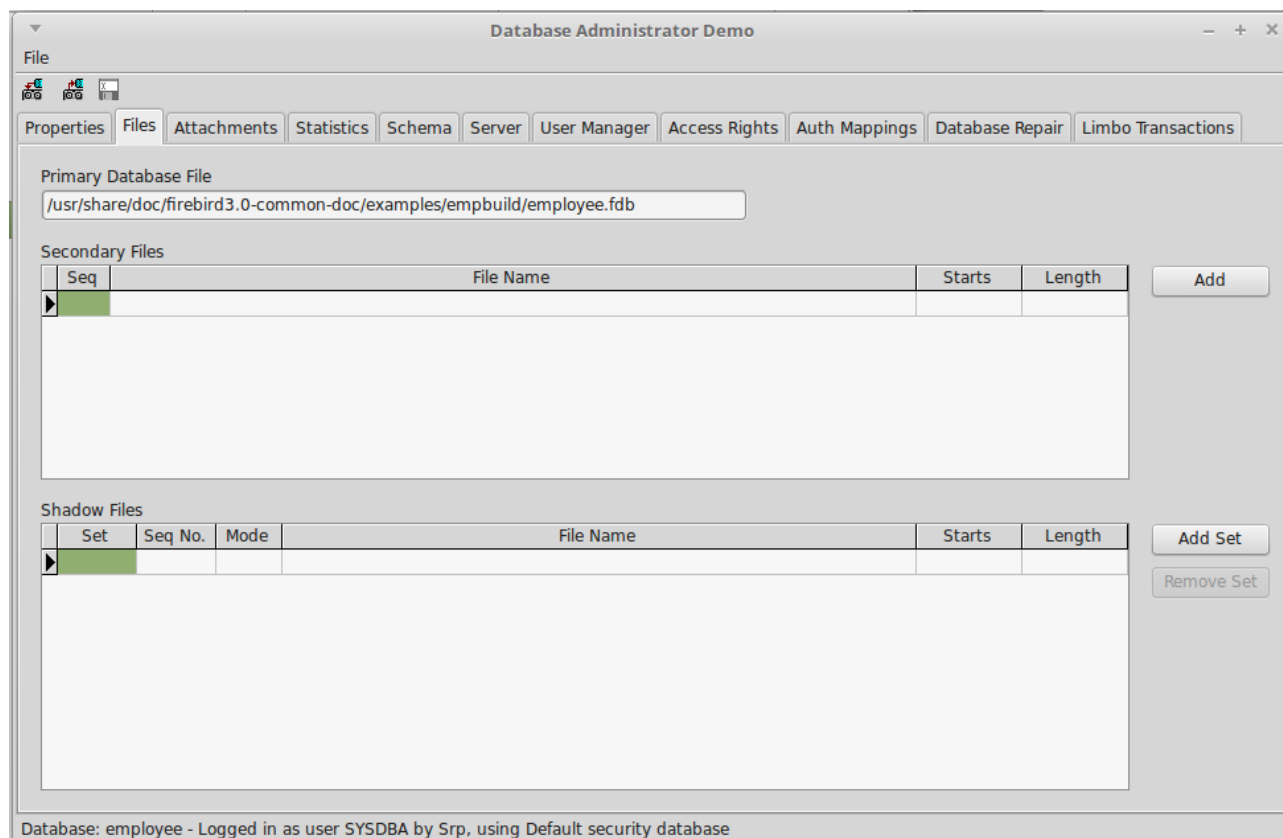 Database Administrator Demo
File
Properties Files Attachments Statistics Schema Server User Manager Access Rights Auth Mappings Database Repair Limbo Transactions
Primary Database File
/usr/share/doc/firebird3.0-common-doc/examples/empbuild/employee.fdb
Secondary Files
Seq File Name Starts Length Add
Shadow Files
Set Seq No. Mode File Name Starts Length Add Set
Remove Set
Database: employee - Logged in as user SYSDBA by Srp, using Default security database